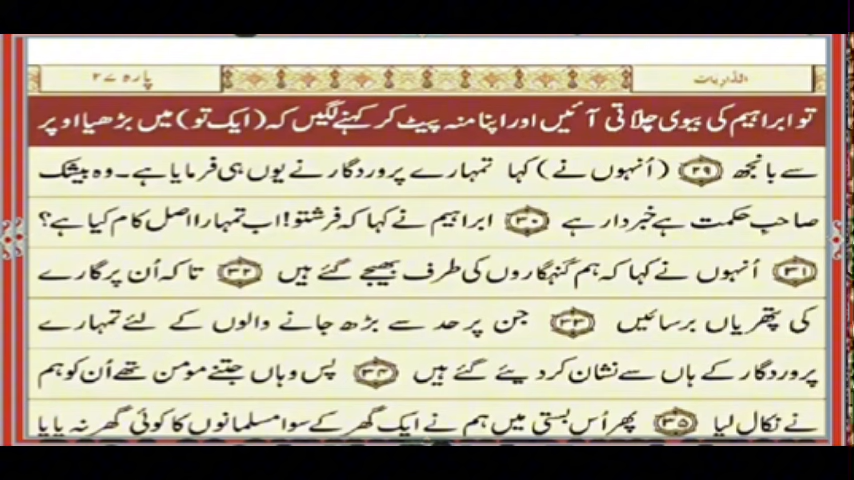 الذاريات
پارہ ۲۷
تو ابراہیم کی بیوی چلاتی آئیں اور اپنا منہ پیٹ کر کہنے لگیں کہ (ایک تو) میں بڑھیا اوپر
سے بانجھ ۲۹ (اُنہوں نے) کہا تمہارے پروردگار نے یوں ہی فرمایا ہے۔ وہ بیشک
صاحبِ حکمت ہے خبردار ہے ۳۰ ابراہیم نے کہا کہ فرشتو! اب تمہارا اصل کام کیا ہے؟
۳۱ اُنہوں نے کہا کہ ہم گنہگاروں کی طرف بھیجے گئے ہیں ۳۲ تاکہ اُن پر گارے
کی پتھریاں برسائیں ۳۳ جن پر حد سے بڑھ جانے والوں کے لئے تمہارے
پروردگار کے ہاں سے نشان کر دیئے گئے ہیں ۳۴ پس وہاں جتنے مومن تھے اُن کو ہم
نے نکال لیا ۳۵ پھر اُس بستی میں ہم نے ایک گھر کے سوا مسلمانوں کا کوئی گھر نہ پایا